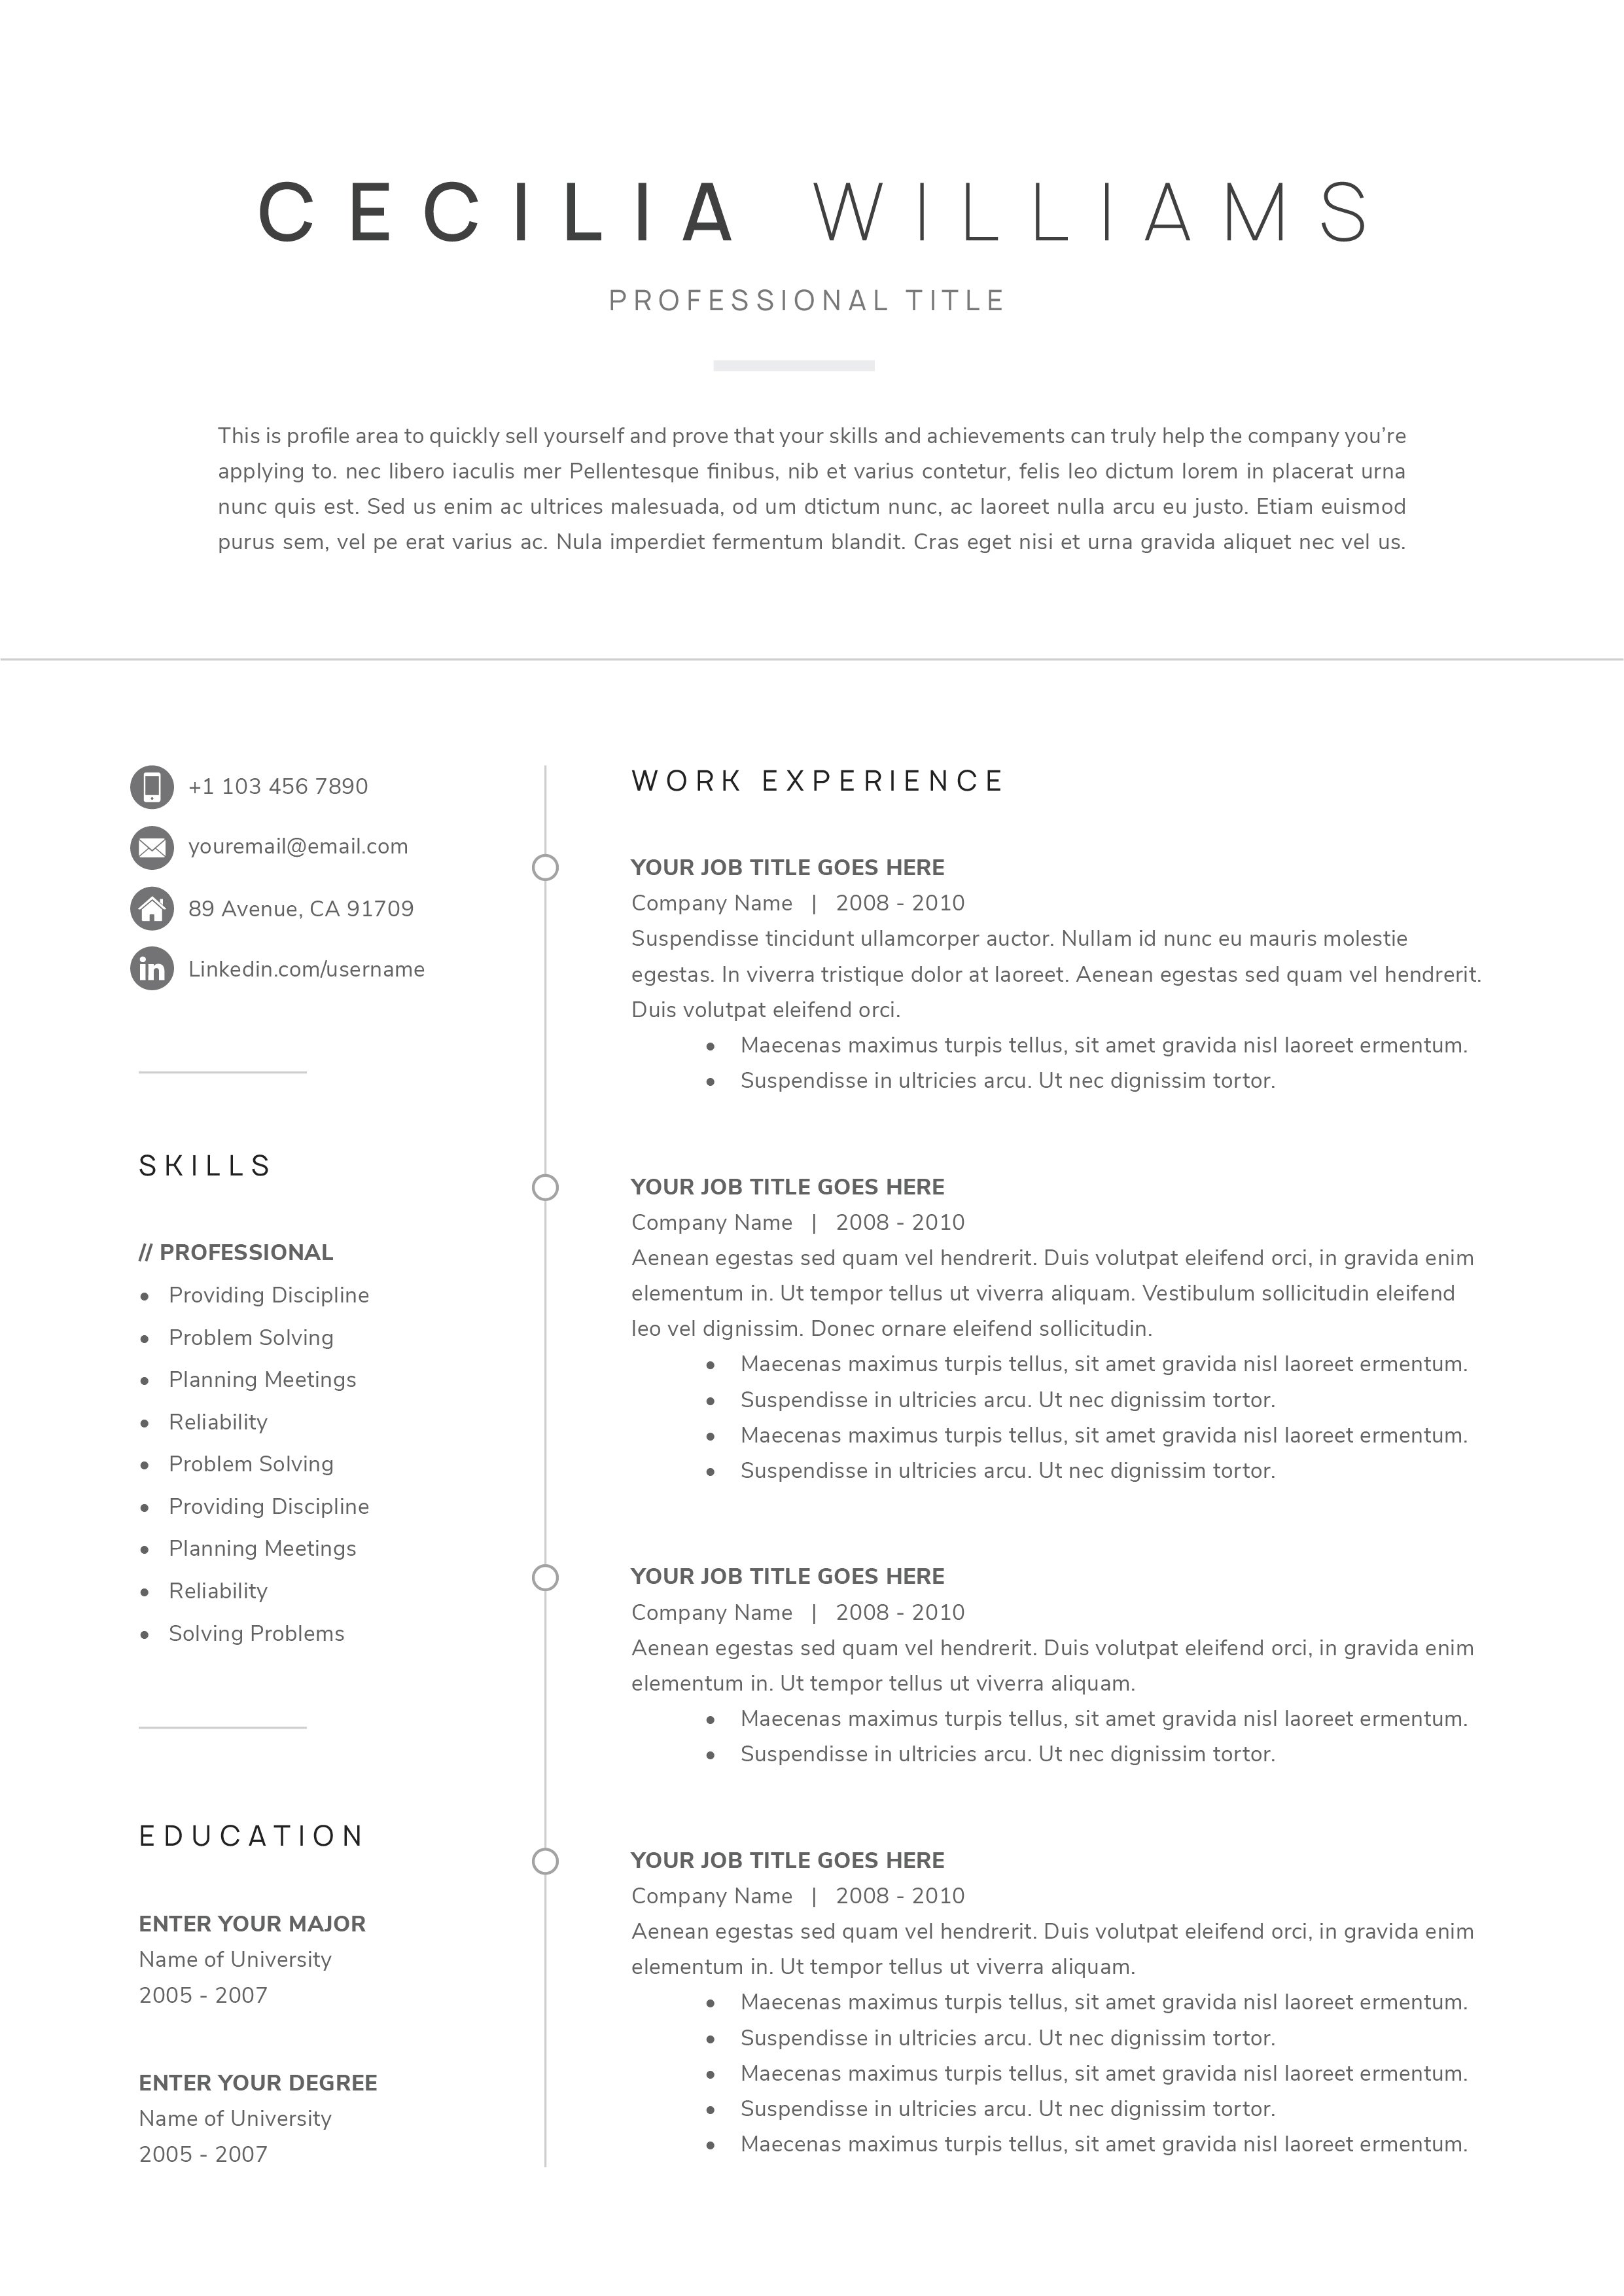 CECILIA WILLIAMS
PROFESSIONAL TITLE
This is profile area to quickly sell yourself and prove that your skills and achievements can truly help the company you’re
applying to. nec libero iaculis mer Pellentesque finibus, nib et varius contetur, felis leo dictum lorem in placerat urna
nunc quis est. Sed us enim ac ultrices malesuada, od um dtictum nunc, ac laoreet nulla arcu eu justo. Etiam euismod
purus sem, vel pe erat varius ac. Nula imperdiet fermentum blandit. Cras eget nisi et urna gravida aliquet nec vel us.
+1 103 456 7890
youremail@email.com
89 Avenue, CA 91709
in Linkedin.com/username
SKILLS
// PROFESSIONAL
• Providing Discipline
• Problem Solving
• Planning Meetings
• Reliability
• Problem Solving
• Providing Discipline
• Planning Meetings
• Reliability
• Solving Problems
EDUCATION
ENTER YOUR MAJOR
Name of University
2005 - 2007
ENTER YOUR DEGREE
Name of University
2005 - 2007
WORK EXPERIENCE
YOUR JOB TITLE GOES HERE
Company Name | 2008 - 2010
Suspendisse tincidunt ullamcorper auctor. Nullam id nunc eu mauris molestie
egestas. In viverra tristique dolor at laoreet. Aenean egestas sed quam vel hendrerit.
Duis volutpat eleifend orci.
• Maecenas maximus turpis tellus, sit amet gravida nisl laoreet ermentum.
• Suspendisse in ultricies arcu. Ut nec dignissim tortor.
YOUR JOB TITLE GOES HERE
Company Name | 2008 - 2010
Aenean egestas sed quam vel hendrerit. Duis volutpat eleifend orci, in gravida enim
elementum in. Ut tempor tellus ut viverra aliquam. Vestibulum sollicitudin eleifend
leo vel dignissim. Donec ornare eleifend sollicitudin.
• Maecenas maximus turpis tellus, sit amet gravida nisl laoreet ermentum.
• Suspendisse in ultricies arcu. Ut nec dignissim tortor.
• Maecenas maximus turpis tellus, sit amet gravida nisl laoreet ermentum.
• Suspendisse in ultricies arcu. Ut nec dignissim tortor.
YOUR JOB TITLE GOES HERE
Company Name | 2008 - 2010
Aenean egestas sed quam vel hendrerit. Duis volutpat eleifend orci, in gravida enim
elementum in. Ut tempor tellus ut viverra aliquam.
• Maecenas maximus turpis tellus, sit amet gravida nisl laoreet ermentum.
• Suspendisse in ultricies arcu. Ut nec dignissim tortor.
YOUR JOB TITLE GOES HERE
Company Name | 2008 - 2010
Aenean egestas sed quam vel hendrerit. Duis volutpat eleifend orci, in gravida enim
elementum in. Ut tempor tellus ut viverra aliquam.
• Maecenas maximus turpis tellus, sit amet gravida nisl laoreet ermentum.
• Suspendisse in ultricies arcu. Ut nec dignissim tortor.
• Maecenas maximus turpis tellus, sit amet gravida nisl laoreet ermentum.
• Suspendisse in ultricies arcu. Ut nec dignissim tortor.
• Maecenas maximus turpis tellus, sit amet gravida nisl laoreet ermentum.